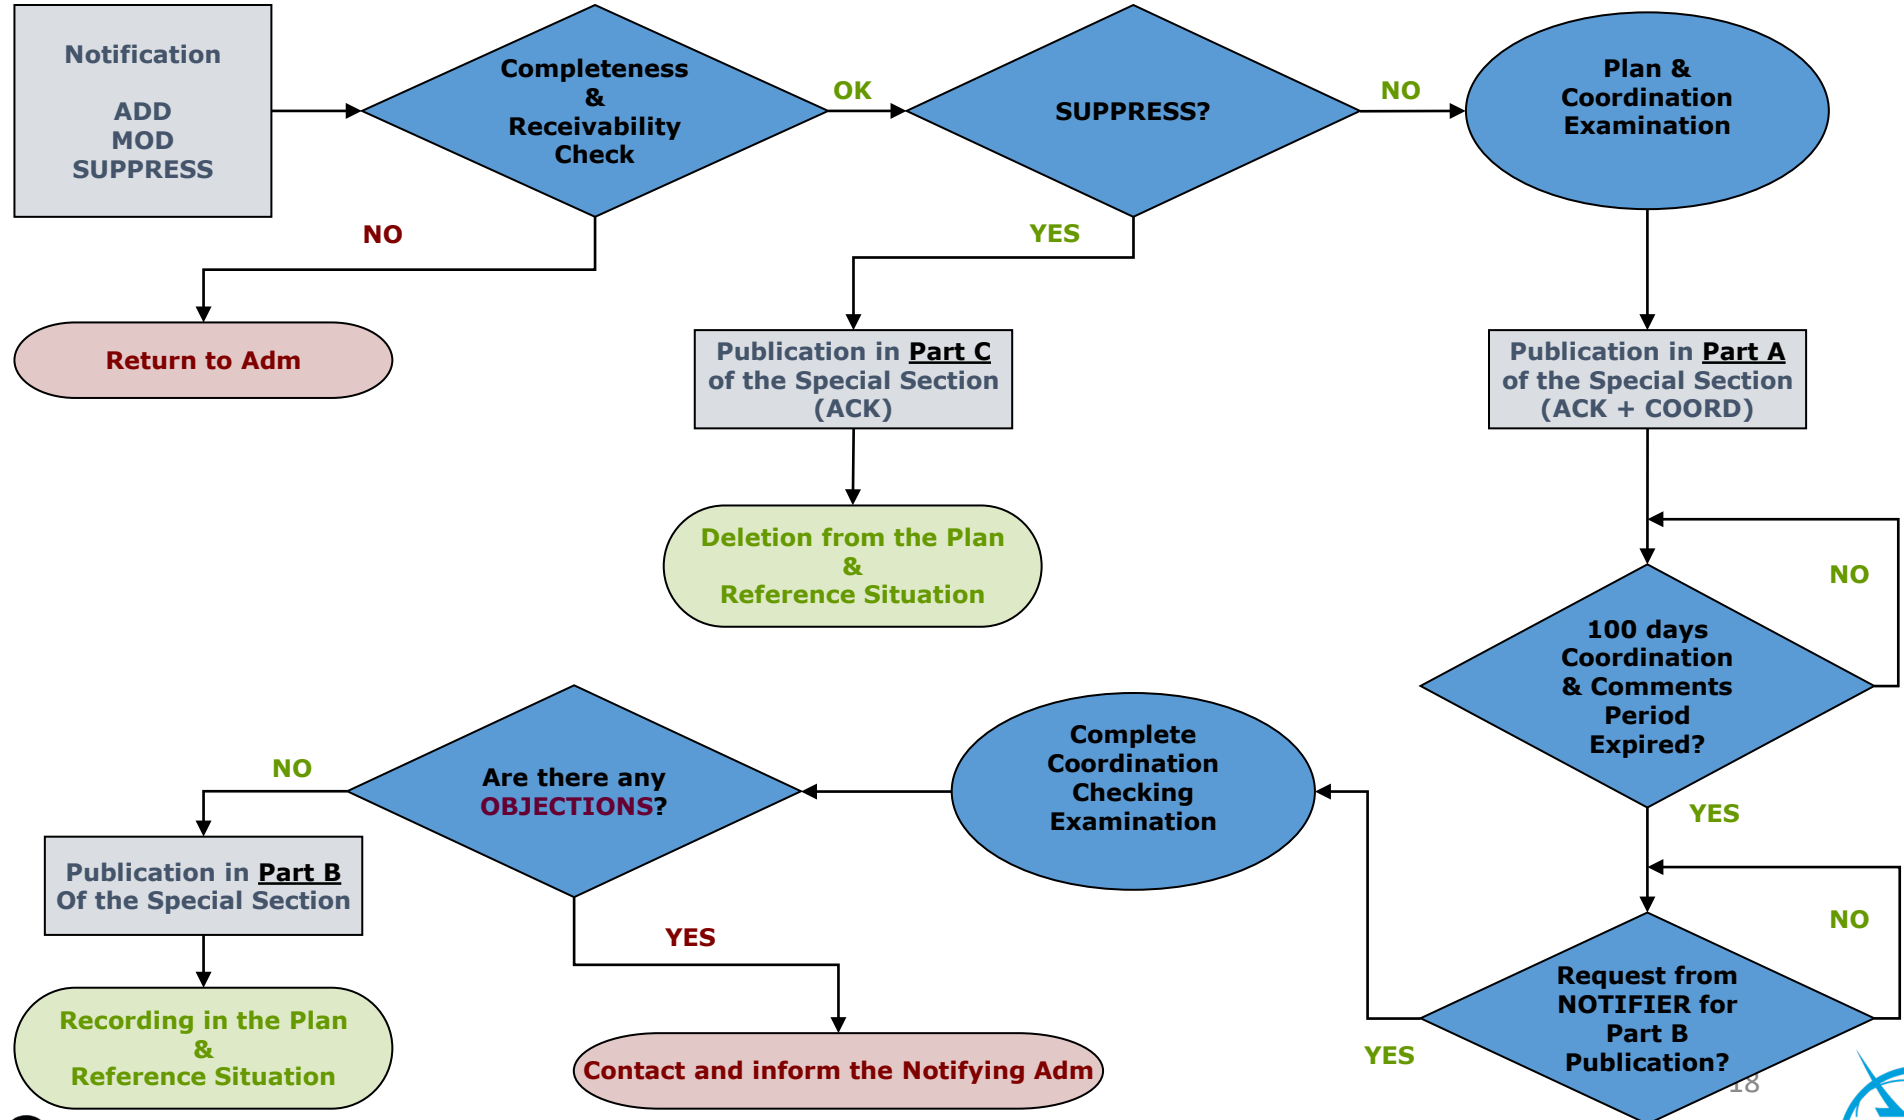 Notification
ADD
MOD
SUPPRESS
Completeness
&
Receivability
Check
OK
SUPPRESS?
NO
Plan &
Coordination
Examination
NO
YES
Return to Adm
Publication in Part C
of the Special Section
(ACK)
Publication in Part A
of the Special Section
(ACK + COORD)
Deletion from the Plan
&
Reference Situation
NO
100 days
Coordination
& Comments
Period
Expired?
YES
NO
Are there any
OBJECTIONS?
Complete
Coordination
Checking
Examination
Publication in Part B
Of the Special Section
YES
NO
Request from
NOTIFIER for
Part B
Publication?
YES
Recording in the Plan
&
Reference Situation
Contact and inform the Notifying Adm
18